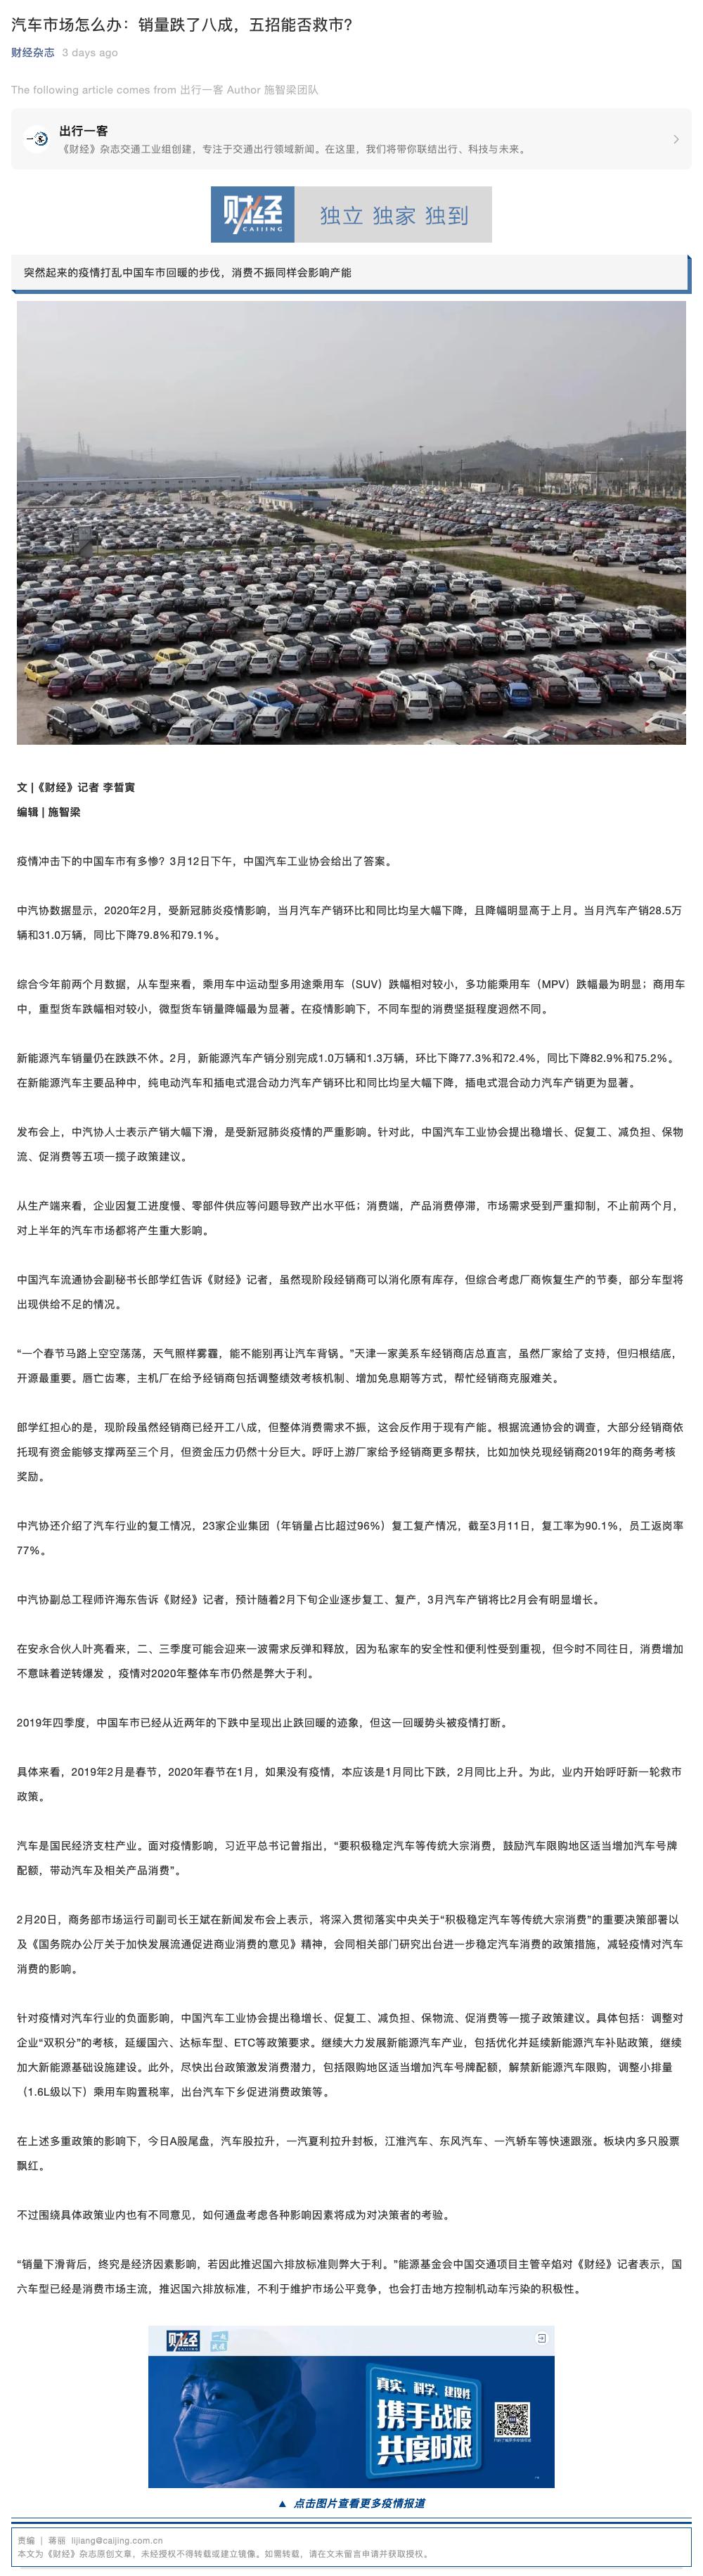 汽车市场怎么办：销量跌了八成，五招能否救市？
财经杂志 3 days ago
The following article comes from 出行一客 Author 施智梁团队
出行一客
《财经》杂志交通工业组创建，专注于交通出行领域新闻。在这里，我们将带你联结出行、科技与未来。
财经
CAIJING
独立 独家 独到
突然起来的疫情打乱中国车市回暖的步伐，消费不振同样会影响产能
文 |《财经》记者 李皙寅
编辑 | 施智梁
疫情冲击下的中国车市有多惨？3月12日下午，中国汽车工业协会给出了答案。
中汽协数据显示，2020年2月，受新冠肺炎疫情影响，当月汽车产销环比和同比均呈大幅下降，且降幅明显高于上月。当月汽车产销28.5万
辆和31.0万辆，同比下降79.8%和79.1%。
综合今年前两个月数据，从车型来看，乘用车中运动型多用途乘用车（SUV）跌幅相对较小，多功能乘用车（MPV）跌幅最为明显；商用车
中，重型货车跌幅相对较小，微型货车销量降幅最为显著。在疫情影响下，不同车型的消费坚挺程度迥然不同。
新能源汽车销量仍在跌跌不休。2月，新能源汽车产销分别完成1.0万辆和1.3万辆，环比下降77.3%和72.4%，同比下降82.9%和75.2%。
在新能源汽车主要品种中，纯电动汽车和插电式混合动力汽车产销环比和同比均呈大幅下降，插电式混合动力汽车产销更为显著。
发布会上，中汽协人士表示产销大幅下滑，是受新冠肺炎疫情的严重影响。针对此，中国汽车工业协会提出稳增长、促复工、减负担、保物
流、促消费等五项一揽子政策建议。
从生产端来看，企业因复工进度慢、零部件供应等问题导致产出水平低；消费端，产品消费停滞，市场需求受到严重抑制，不止前两个月，
对上半年的汽车市场都将产生重大影响。
中国汽车流通协会副秘书长郎学红告诉《财经》记者，虽然现阶段经销商可以消化原有库存，但综合考虑厂商恢复生产的节奏，部分车型将
出现供给不足的情况。
“一个春节马路上空空荡荡，天气照样雾霾，能不能别再让汽车背锅。”天津一家美系车经销商店总直言，虽然厂家给了支持，但归根结底，
开源最重要。唇亡齿寒，主机厂在给予经销商包括调整绩效考核机制、增加免息期等方式，帮忙经销商克服难关。
郎学红担心的是，现阶段虽然经销商已经开工八成，但整体消费需求不振，这会反作用于现有产能。根据流通协会的调查，大部分经销商依
托现有资金能够支撑两至三个月，但资金压力仍然十分巨大。呼吁上游厂家给予经销商更多帮扶，比如加快兑现经销商2019年的商务考核
奖励。
中汽协还介绍了汽车行业的复工情况，23家企业集团（年销量占比超过96%）复工复产情况，截至3月11日，复工率为90.1%，员工返岗率
77%。
中汽协副总工程师许海东告诉《财经》记者，预计随着2月下旬企业逐步复工、复产，3月汽车产销将比2月会有明显增长。
在安永合伙人叶亮看来，二、三季度可能会迎来一波需求反弹和释放，因为私家车的安全性和便利性受到重视，但今时不同往日，消费增加
不意味着逆转爆发 ，疫情对2020年整体车市仍然是弊大于利。
2019年四季度，中国车市已经从近两年的下跌中呈现出止跌回暖的迹象，但这一回暖势头被疫情打断。
具体来看，2019年2月是春节，2020年春节在1月，如果没有疫情，本应该是1月同比下跌，2月同比上升。为此，业内开始呼吁新一轮救市
政策。
汽车是国民经济支柱产业。面对疫情影响，习近平总书记曾指出，“要积极稳定汽车等传统大宗消费，鼓励汽车限购地区适当增加汽车号牌
配额，带动汽车及相关产品消费”。
2月20日，商务部市场运行司副司长王斌在新闻发布会上表示，将深入贯彻落实中央关于“积极稳定汽车等传统大宗消费”的重要决策部署以
及《国务院办公厅关于加快发展流通促进商业消费的意见》精神，会同相关部门研究出台进一步稳定汽车消费的政策措施，减轻疫情对汽车
消费的影响。
针对疫情对汽车行业的负面影响，中国汽车工业协会提出稳增长、促复工、减负担、保物流、促消费等一揽子政策建议。具体包括：调整对
企业“双积分”的考核，延缓国六、达标车型、ETC等政策要求。继续大力发展新能源汽车产业，包括优化并延续新能源汽车补贴政策，继续
加大新能源基础设施建设。此外，尽快出台政策激发消费潜力，包括限购地区适当增加汽车号牌配额，解禁新能源汽车限购，调整小排量
（1.6L级以下）乘用车购置税率，出台汽车下乡促进消费政策等。
在上述多重政策的影响下，今日A股尾盘，汽车股拉升，一汽夏利拉升封板，江淮汽车、东风汽车、一汽轿车等快速跟涨。板块内多只股票
飘红。
不过围绕具体政策业内也有不同意见，如何通盘考虑各种影响因素将成为对决策者的考验。
“销量下滑背后，终究是经济因素影响，若因此推迟国六排放标准则弊大于利。”能源基金会中国交通项目主管辛焰对《财经》记者表示，国
六车型已经是消费市场主流，推迟国六排放标准，不利于维护市场公平竞争，也会打击地方控制机动车污染的积极性。
财经
CAIJING
真实、科学、建设性
携手战疫
共度时艰
▲ 点击图片查看更多疫情报道
责编 | 蒋丽 lijiang@caijing.com.cn
本文为《财经》杂志原创文章，未经授权不得转载或建立镜像。如需转载，请在文末留言申请并获取授权。